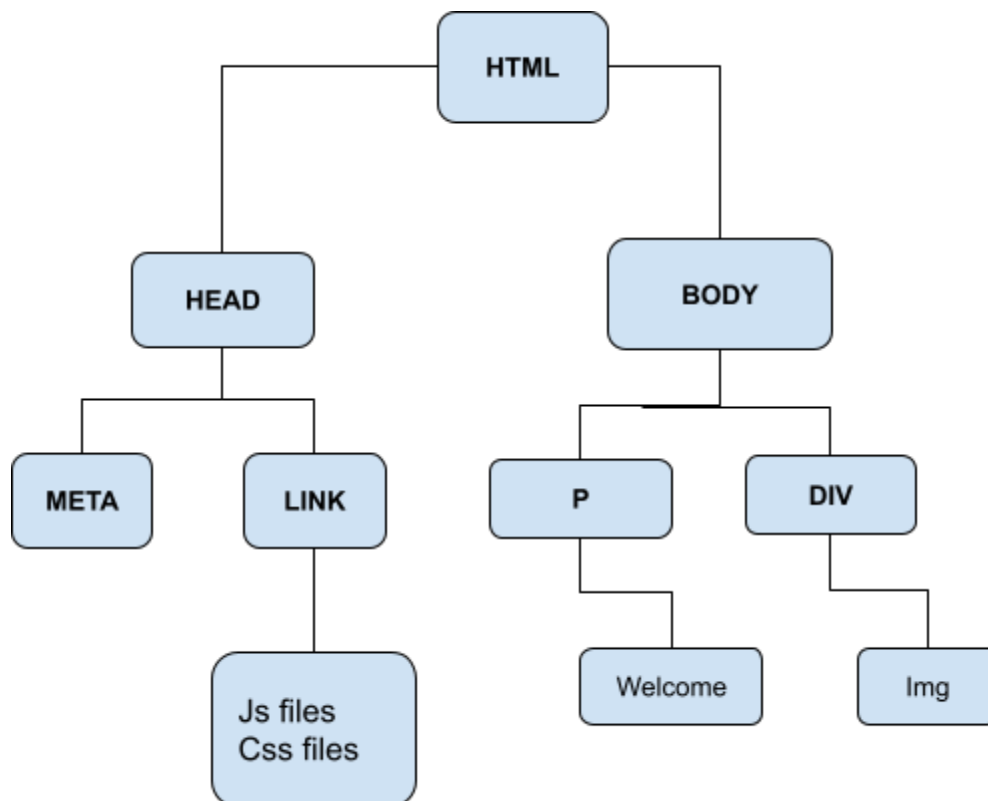 HTML
HEAD
BODY
META
LINK
P
DIV
Welcome
Img
Js files
Css files